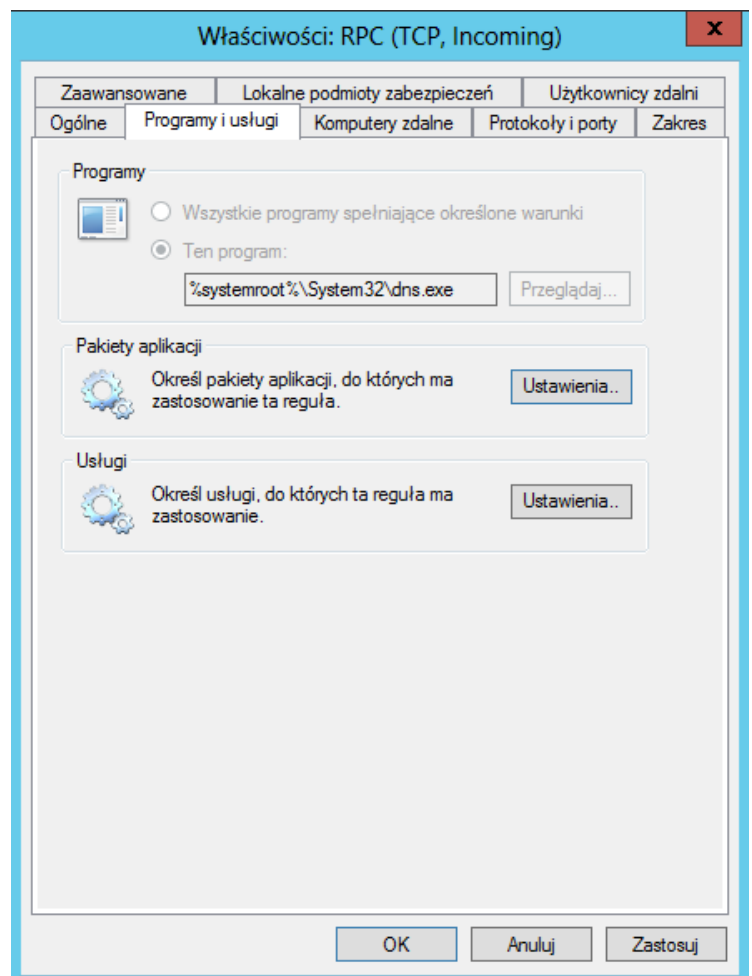 Właściwości: RPC (TCP, Incoming)
x
Zaawansowane
Lokalne podmioty zabezpieczeń
Użytkownicy zdalni
Ogólne
Programy i usługi
Komputery zdalne
Protokoły i porty
Zakres
Programy
Wszystkie programy spełniające określone warunki
Ten program:
%systemroot%\System32\dns.exe
Przeglądaj...
Pakiety aplikacji
Określ pakiety aplikacji, do których ma
zastosowanie ta reguła.
Ustawienia..
Usługi
Określ usługi, do których ta reguła ma
zastosowanie.
Ustawienia..
OK
Anuluj
Zastosuj